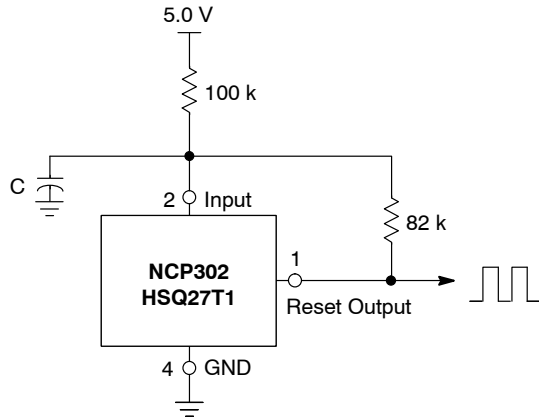 5.0 V
100 k
C
2 Input
82 k
NCP302
HSQ27T1
1
Reset Output
4 GND